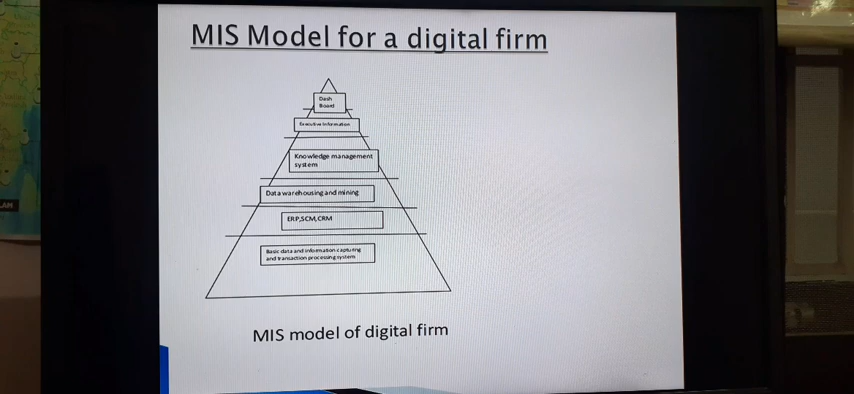 MIS Model for a digital firm
Dash
Board
Executive Information
Knowledge management
system
Data warehousing and mining
ERP,SCM,CRM
Basic data and information capturing
and transaction processing system
MIS model of digital firm
LAM